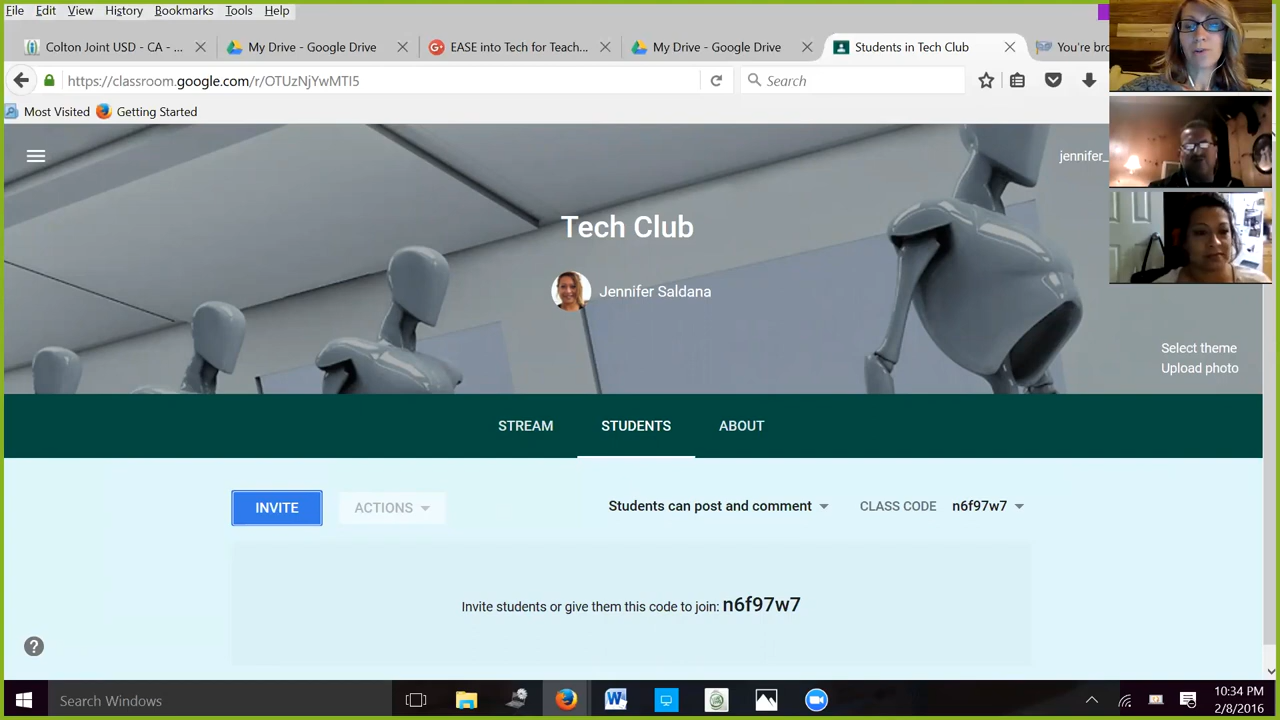 File Edit View History Bookmarks Tools Help
Colton Joint USD - CA - ... My Drive - Google Drive EASE into Tech for Teach... My Drive - Google Drive Students in Tech Club You're bro
https://classroom.google.com/r/OTUzNjYwMTI5 Search
Most Visited Getting Started
jennifer_
Tech Club
Jennifer Saldana
Select theme
Upload photo
STREAM STUDENTS ABOUT
INVITE ACTIONS Students can post and comment CLASS CODE n6f97w7
Invite students or give them this code to join: n6f97w7
?
Search Windows
10:34 PM
2/8/2016